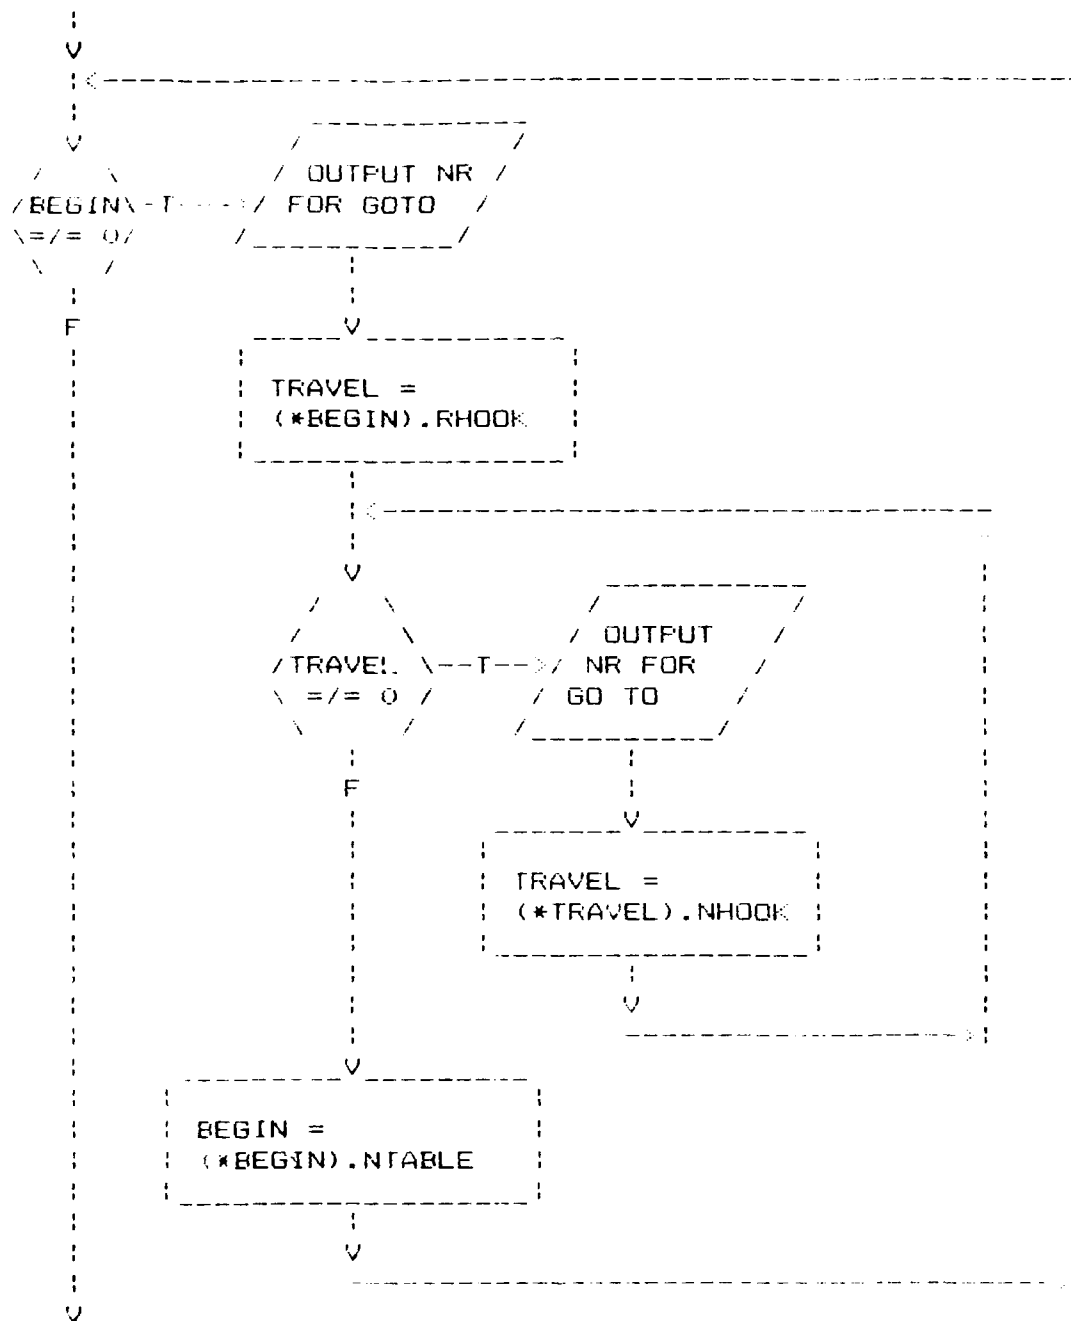 BEGIN
=/= 0
T
OUTPUT NR
FOR GOTO
F
TRAVEL =
(*BEGIN).RHOOK
TRAVEL
=/= 0
T
OUTPUT
NR FOR
GO TO
F
TRAVEL =
(*TRAVEL).NHOOK
BEGIN =
(*BEGIN).NTABLE